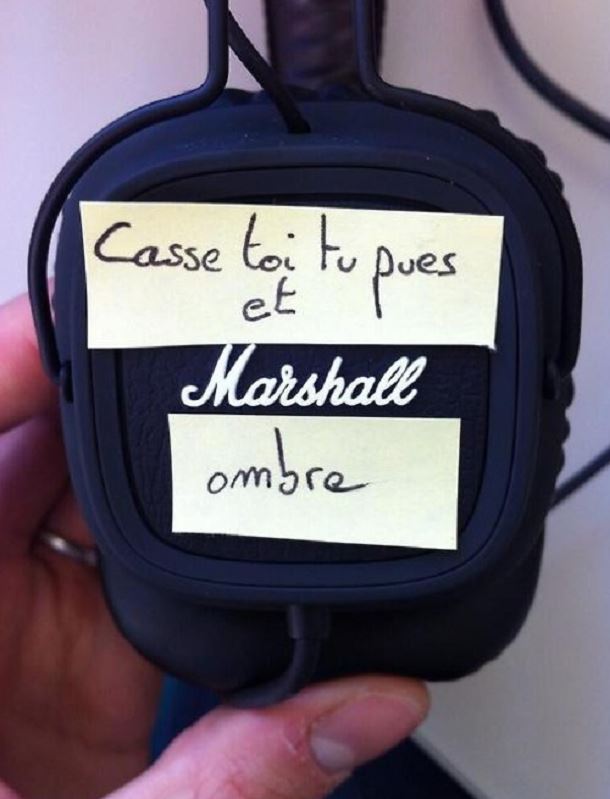 Casse toi tu pues
et
Marshall
ombre